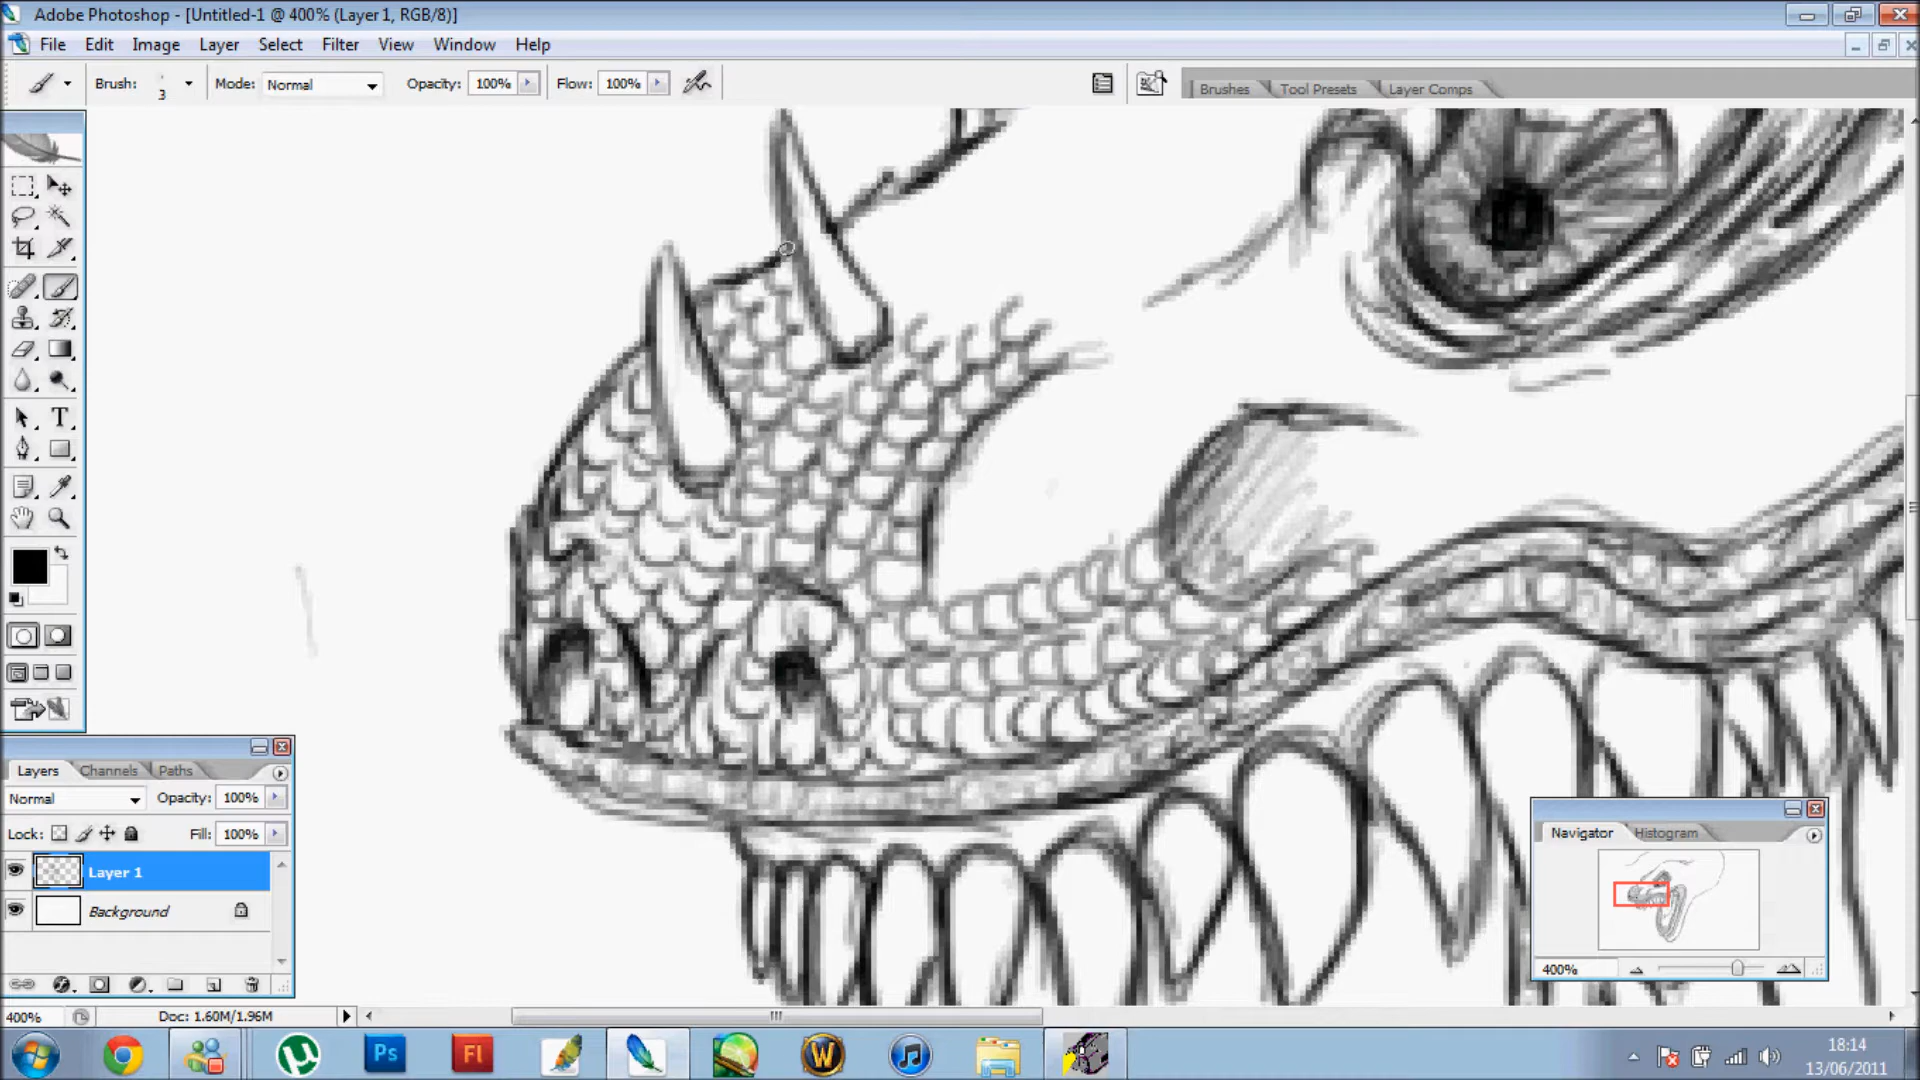 Adobe Photoshop - [Untitled-1 @ 400% (Layer 1, RGB/8)]
File Edit Image Layer Select Filter View Window Help
Brush: 3 Mode: Normal Opacity: 100% Flow: 100% Brushes Tool Presets Layer Comps
T
Layers Channels Paths
Normal Opacity: 100%
Lock: Fill: 100%
Layer 1
Background
Navigator Histogram
400%
400% Doc: 1.60M/1.96M
Ps Fl W
18:14
13/06/2011